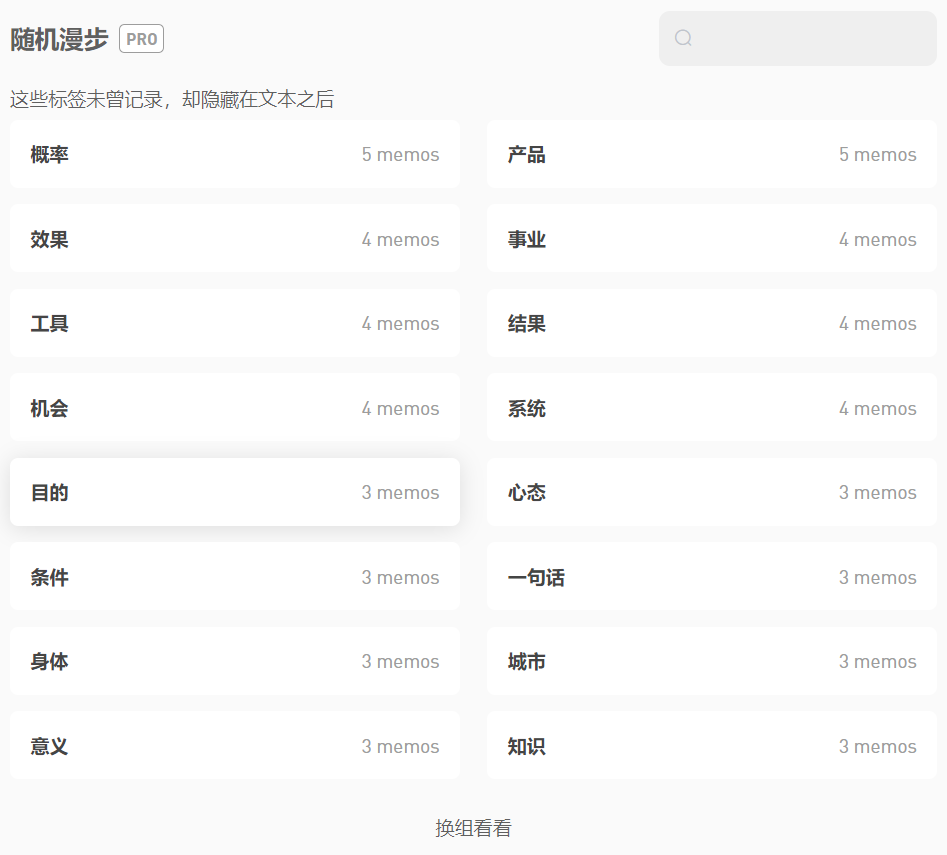 随机漫步 PRO
这些标签未曾记录，却隐藏在文本之后
概率 5 memos
产品 5 memos
效果 4 memos
事业 4 memos
工具 4 memos
结果 4 memos
机会 4 memos
系统 4 memos
目的 3 memos
心态 3 memos
条件 3 memos
一句话 3 memos
身体 3 memos
城市 3 memos
意义 3 memos
知识 3 memos
换组看看